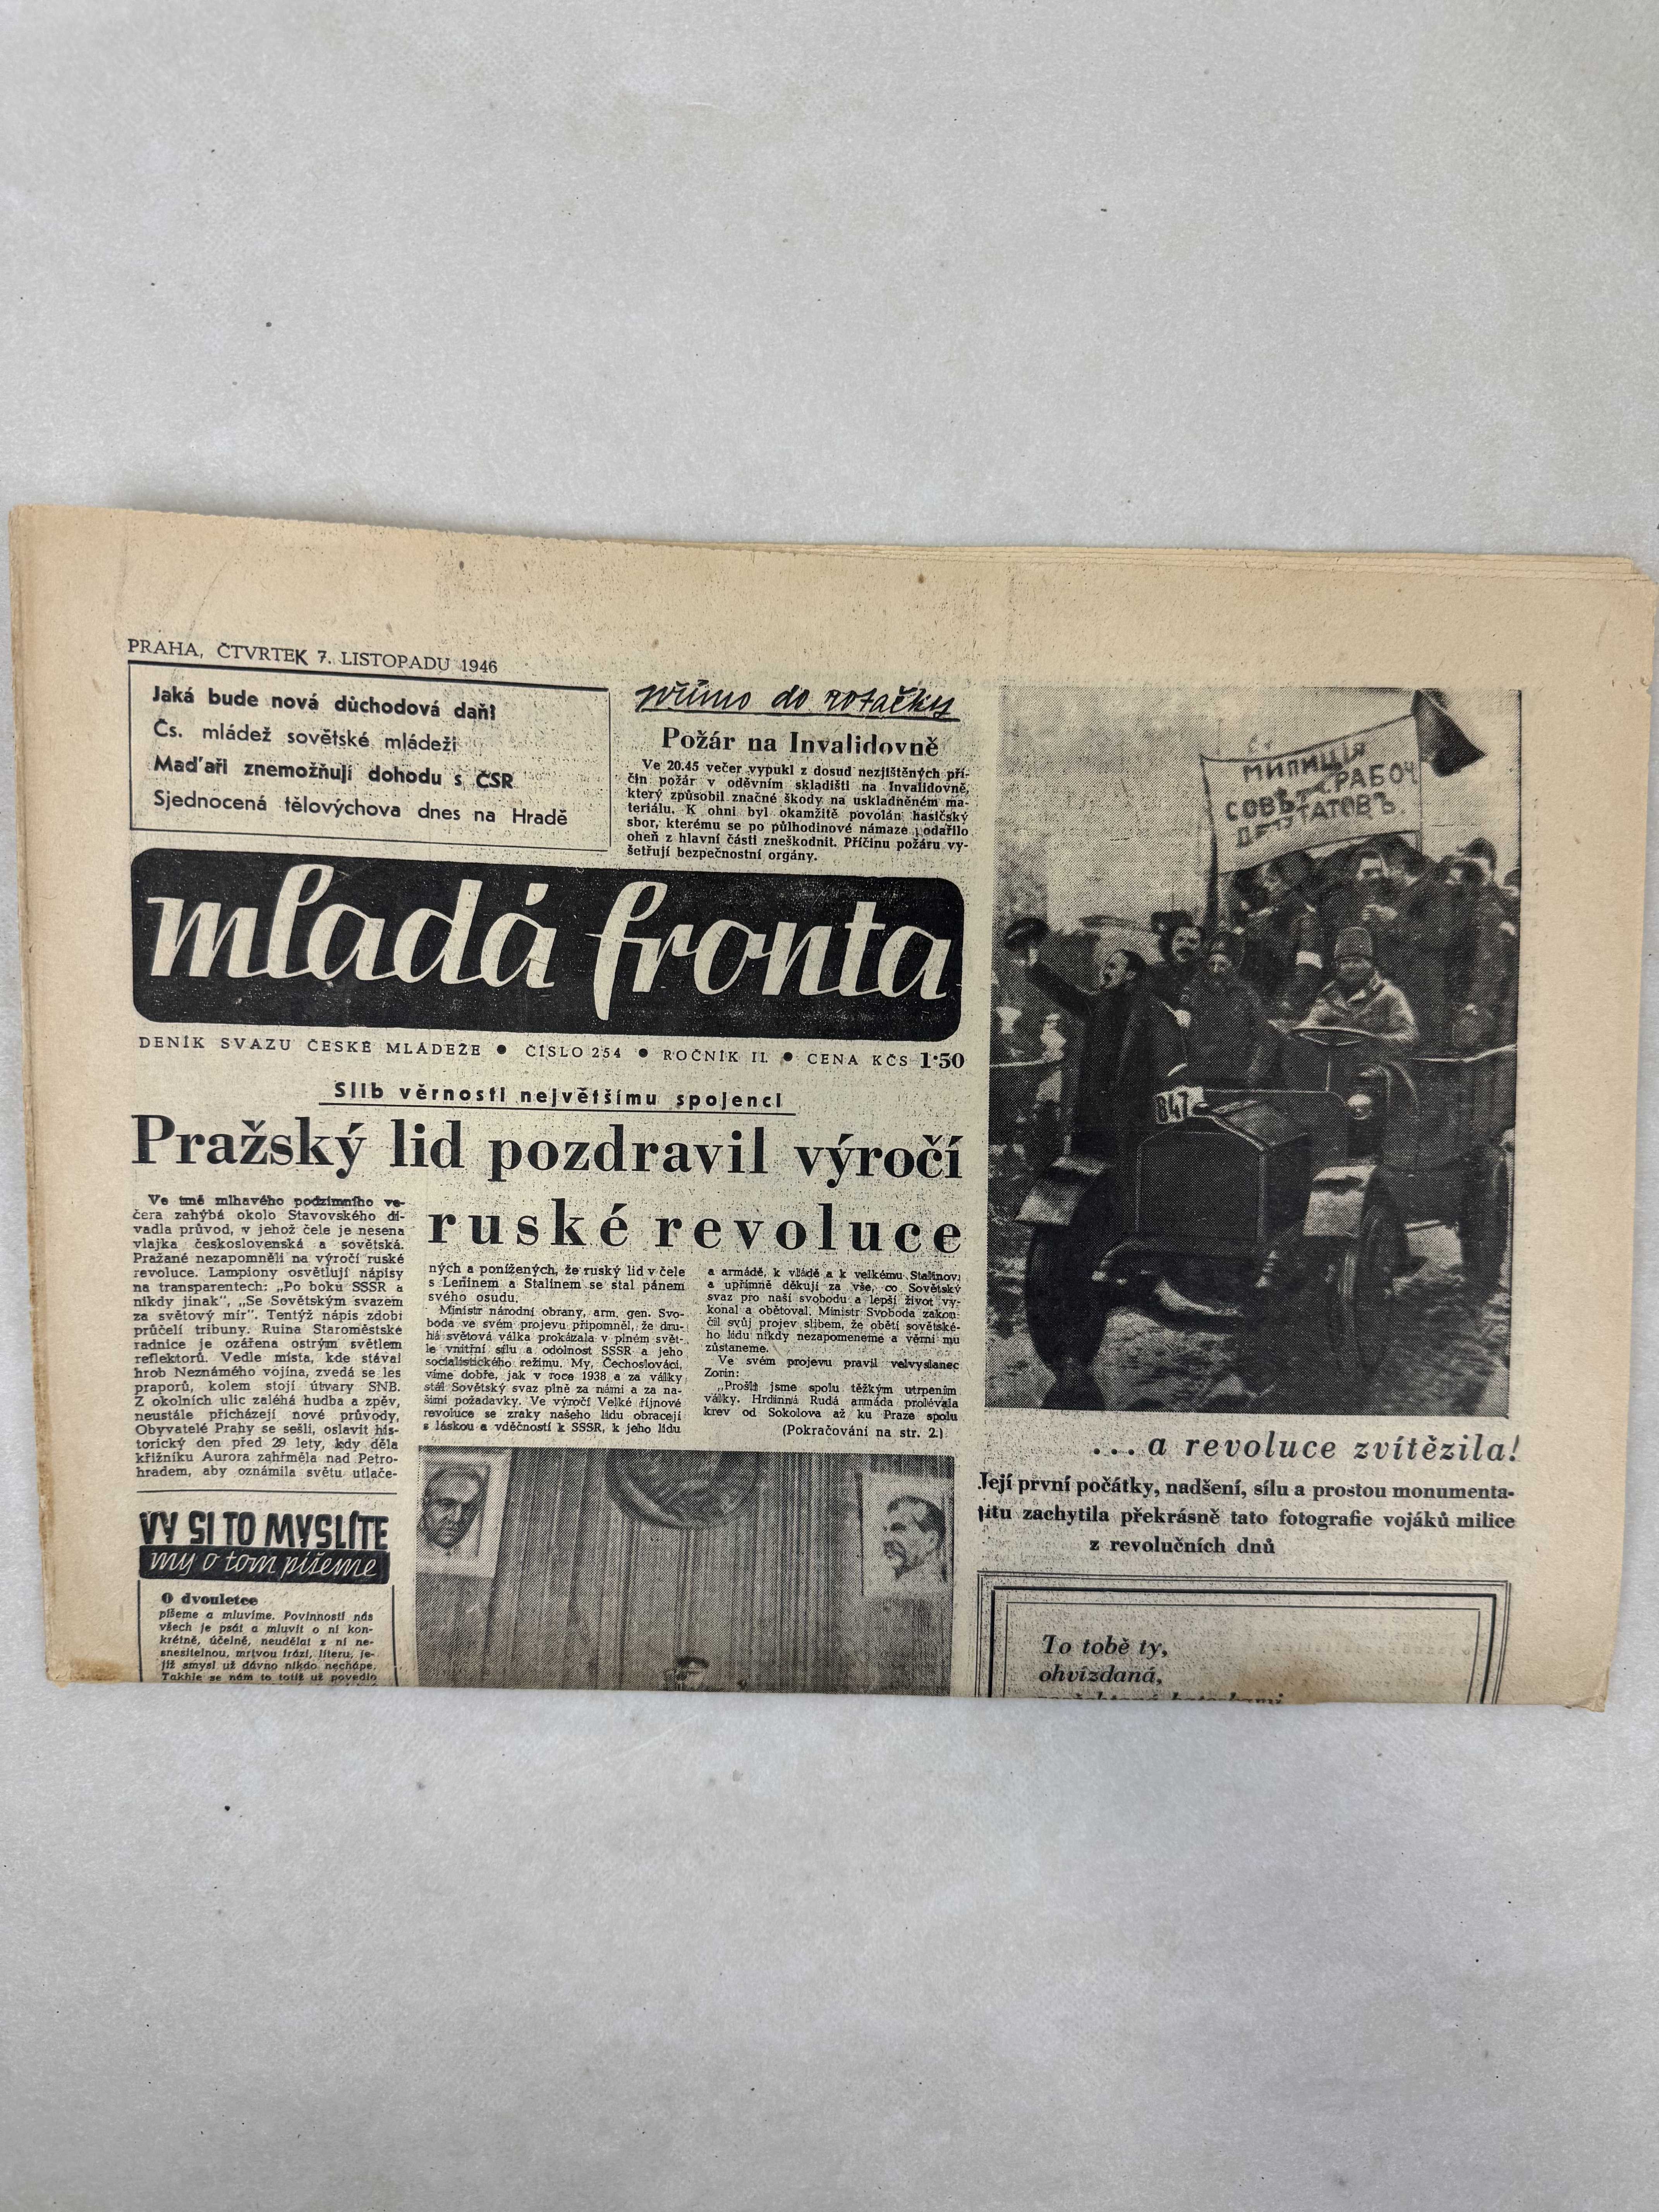 PRAHA, ČTVRTEK 7. LISTOPADU 1946
Jaká bude nová důchodová daň?
Čs. mládež sovětské mládeži
Maďaři znemožňují dohodu s ČSR
Sjednocená tělovýchova dnes na Hradě
přímo do rotačky
Požár na Invalidovně
Ve 20.45 večer vypukl z dosud nezjištěných pří-
čin požár v oděvním skladišti na Invalidovně,
který způsobil značné škody na uskladněném ma-
teriálu. K ohni byl okamžitě povolán hasičský
sbor, kterému se po půlhodinové námaze podařilo
oheň z hlavní části zneškodnit. Příčinu požáru vy-
šetřují bezpečnostní orgány.
mladá fronta
DENÍK SVAZU ČESKÉ MLÁDEŽE • ČÍSLO 254 • ROČNÍK II. • CENA KČS 1·50
Slib věrnosti největšímu spojenci
Pražský lid pozdravil výročí
ruské revoluce
Ve tmě mlhavého podzimního ve-
čera zahýbá okolo Stavovského di-
vadla průvod, v jehož čele je nesena
vlajka československá a sovětská.
Pražané nezapomněli na výročí ruské
revoluce. Lampiony osvětlují nápisy
na transparentech: „Po boku SSSR a
nikdy jinak", „Se Sovětským svazem
za světový mír". Tentýž nápis zdobí
průčelí tribuny. Ruina Staroměstské
radnice je ozářena ostrým světlem
reflektorů. Vedle místa, kde stával
hrob Neznámého vojína, zvedá se les
praporů, kolem stojí útvary SNB.
Z okolních ulic zaléhá hudba a zpěv,
neustále přicházejí nové průvody,
Obyvatelé Prahy se sešli, oslavit his-
torický den před 29 lety, kdy děla
křižníku Aurora zahřměla nad Petro-
hradem, aby oznámila světu utlače-
ných a ponížených, že ruský lid v čele
s Leninem a Stalinem se stal pánem
svého osudu.
Ministr národní obrany, arm. gen. Svo-
boda ve svém projevu připomněl, že dru-
há světová válka prokázala v plném svět-
le vnitřní sílu a odolnost SSSR a jeho
socialistického režimu. My, Čechoslováci,
víme dobře, jak v roce 1938 a za války
stál Sovětský svaz plně za námi a za na-
šimi požadavky. Ve výročí Velké říjnové
revoluce se zraky našeho lidu obracejí
s láskou a vděčností k SSSR, k jeho lidu
a armádě, k vládě a k velkému Stalinovi
a upřímně děkují za vše, co Sovětský
svaz pro naši svobodu a lepší život vy-
konal a obětoval. Ministr Svoboda zakon-
čil svůj projev slibem, že obětí sovětské-
ho lidu nikdy nezapomeneme a věrni mu
zůstaneme.
Ve svém projevu pravil velvyslanec
Zorin:
„Prošli jsme spolu těžkým utrpením
války. Hrdinná Rudá armáda prolévala
krev od Sokolova až ku Praze spolu
(Pokračování na str. 2.)
МИЛИЦІЯ
СОВѢТ РАБОЧ
ДЕПУТАТОВЪ.
847
... a revoluce zvítězila!
Její první počátky, nadšení, sílu a prostou monumenta-
litu zachytila překrásně tato fotografie vojáků milice
z revolučních dnů
VY SI TO MYSLÍTE
my o tom píšeme
O dvouletce
píšeme a mluvíme. Povinností nás
všech je psát a mluvit o ní kon-
krétně, účelně, neudělat z ní ne-
snesitelnou, mrtvou frázi, literu, je-
jíž smysl už dávno nikdo nechápe.
Takhle se nám to totiž už povedlo
To tobě ty,
ohvízdaná,